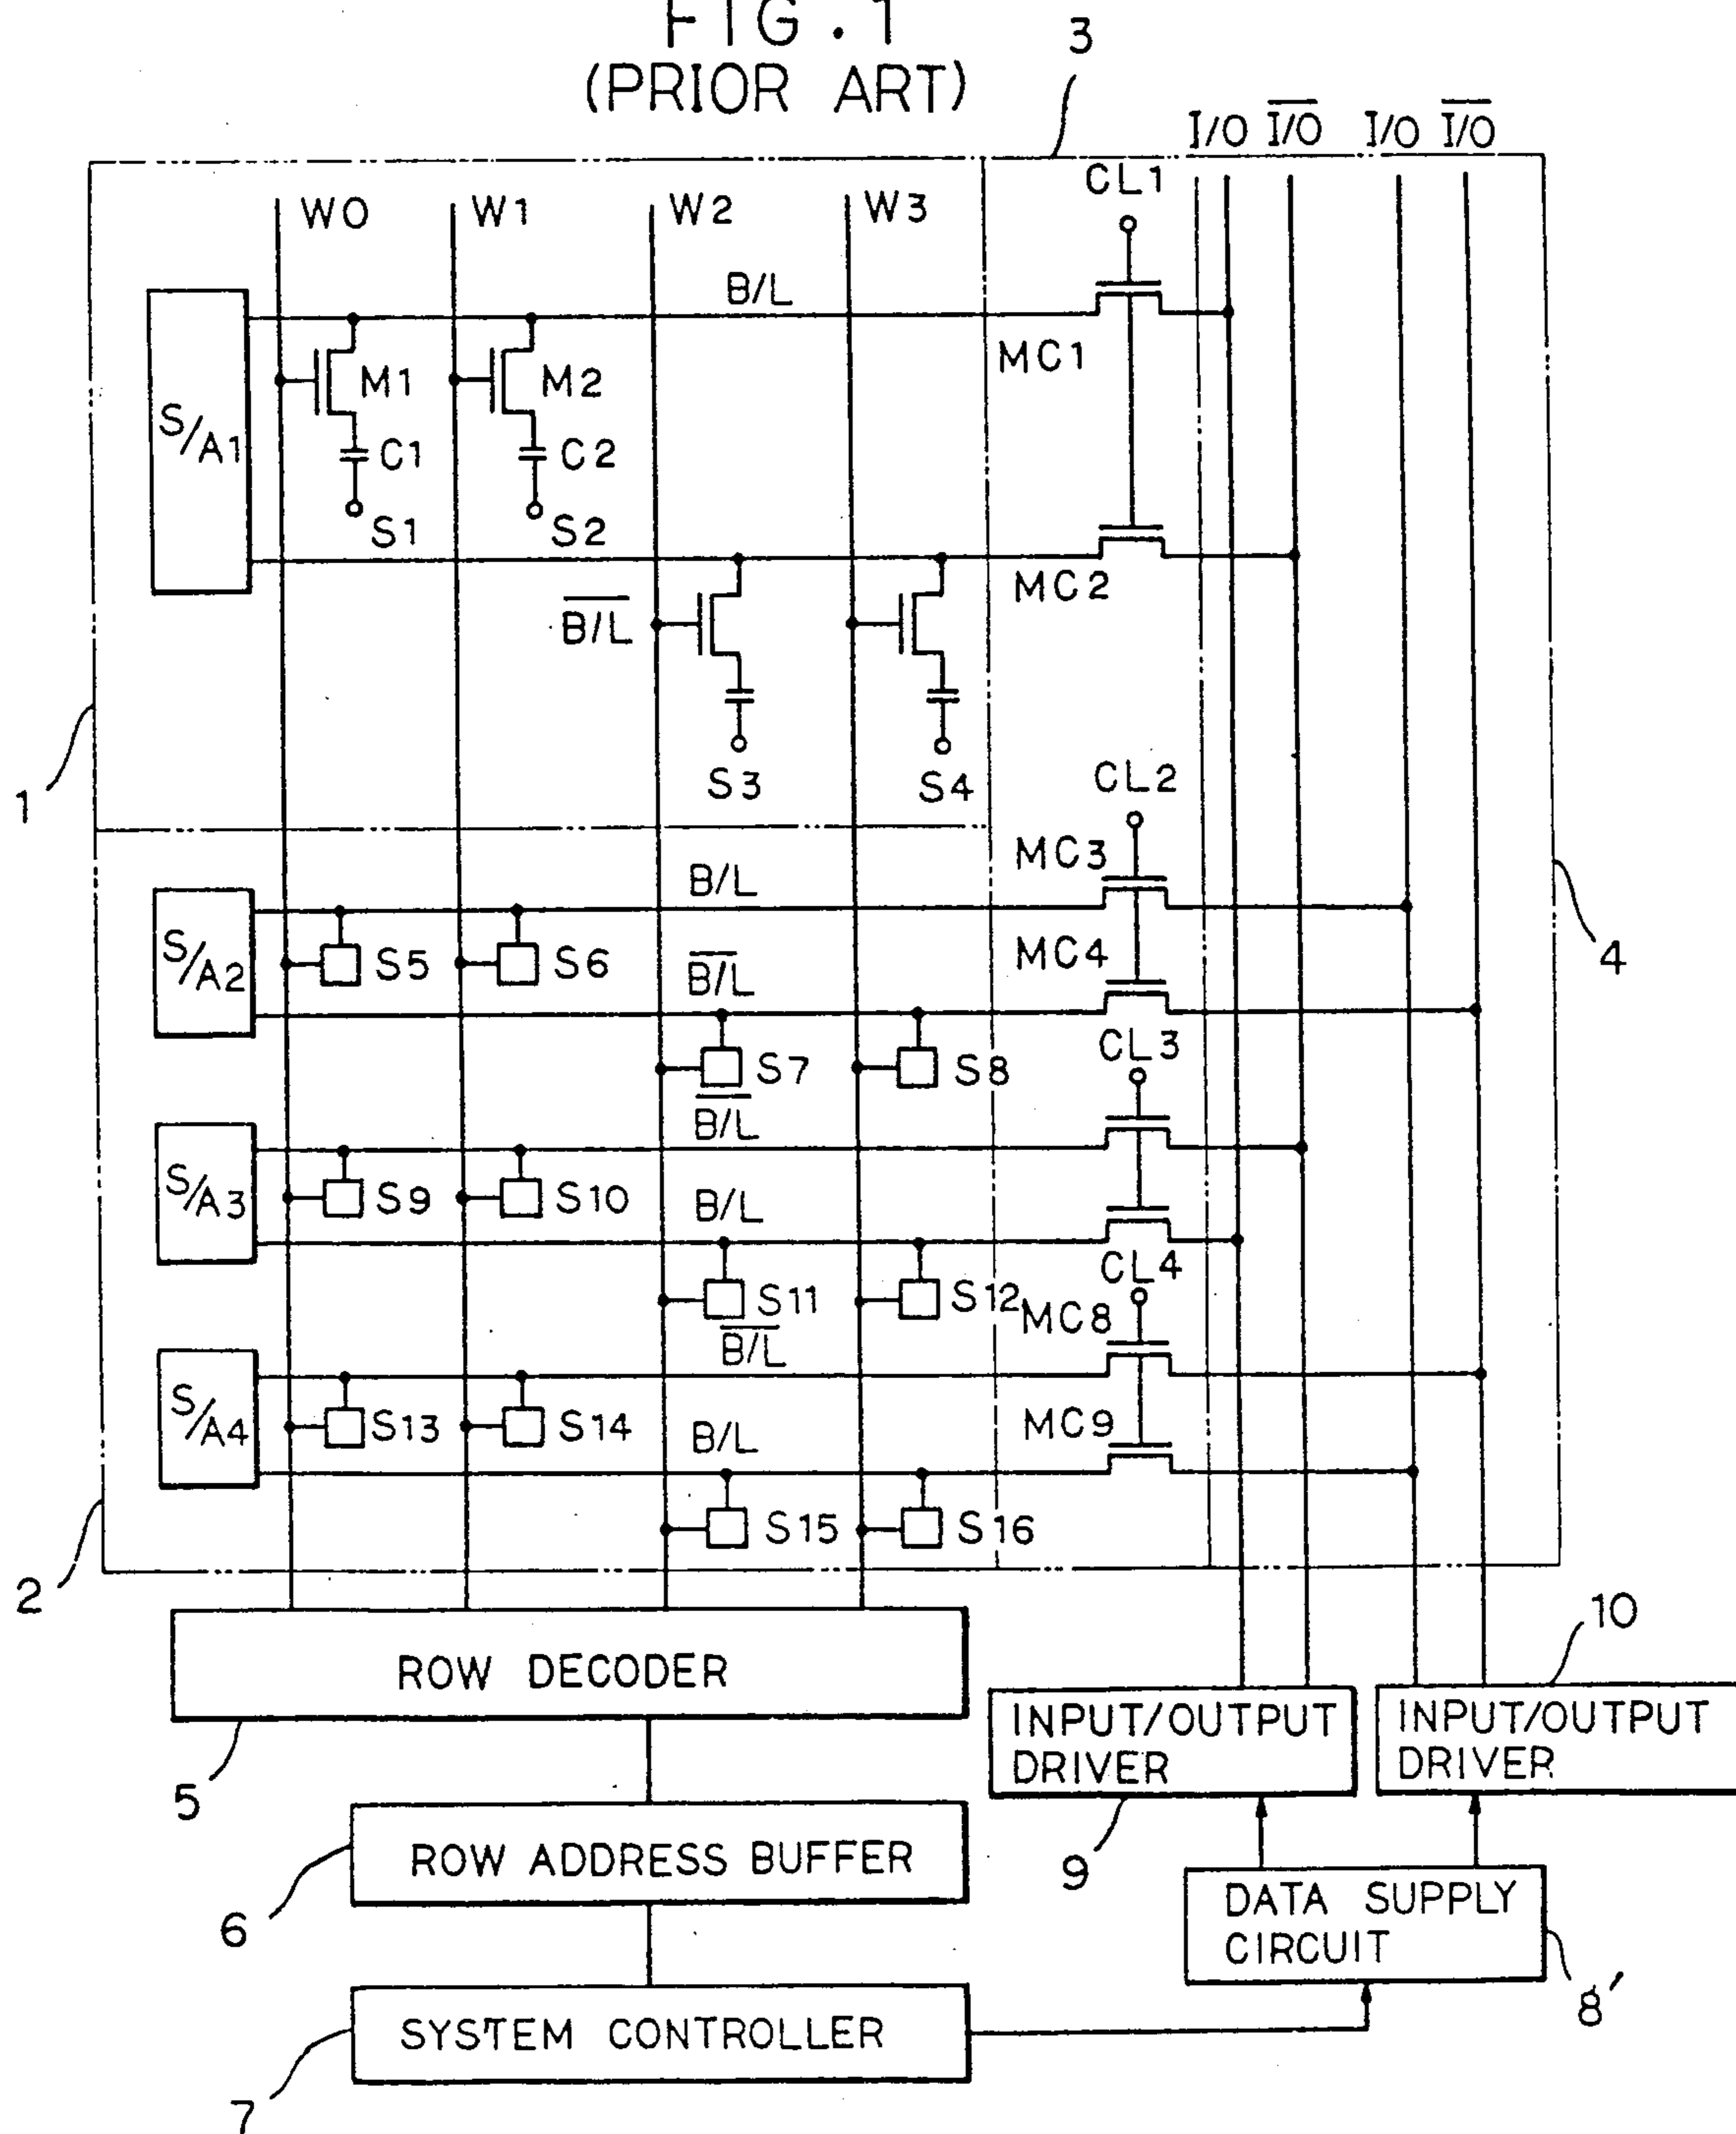 FIG. 1
(PRIOR ART)
3
I/O I/O I/O I/O
CL1
W0 W1 W2 W3
B/L
MC1
M1 M2
S/A1
C1 C2
S1 S2
MC2
B/L
S3 S4
1
CL2
MC3
B/L
S/A2
S5 S6
MC4
4
B/L
CL3
S7 S8
B/L
S/A3
S9 S10
B/L
CL4
S11 S12
MC8
B/L
S/A4
S13 S14
MC9
B/L
S15 S16
2
10
ROW DECODER
INPUT/OUTPUT
DRIVER
INPUT/OUTPUT
DRIVER
5
ROW ADDRESS BUFFER
9
6
DATA SUPPLY
CIRCUIT
8'
SYSTEM CONTROLLER
7